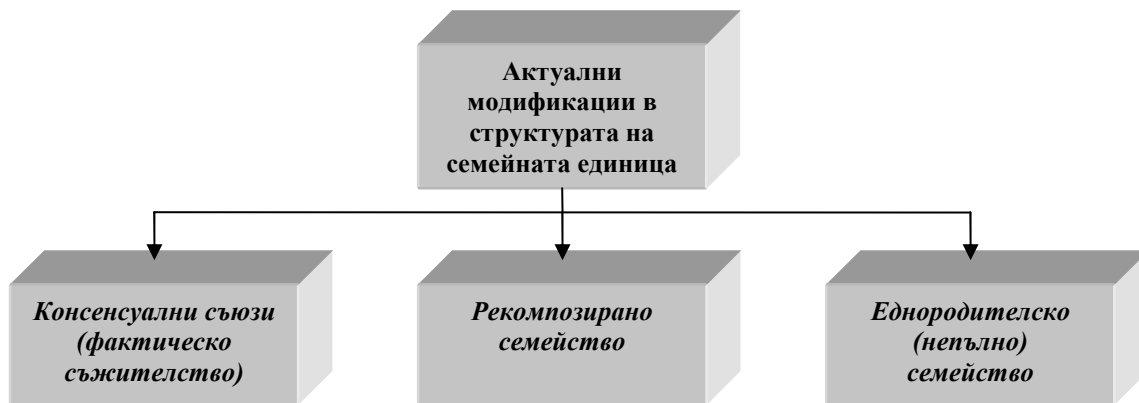 Актуални
модификации в
структурата на
семейната единица
Консенсуални съюзи
(фактическо
съжителство)
Рекомпозирано
семейство
Еднородителско
(непълно)
семейство